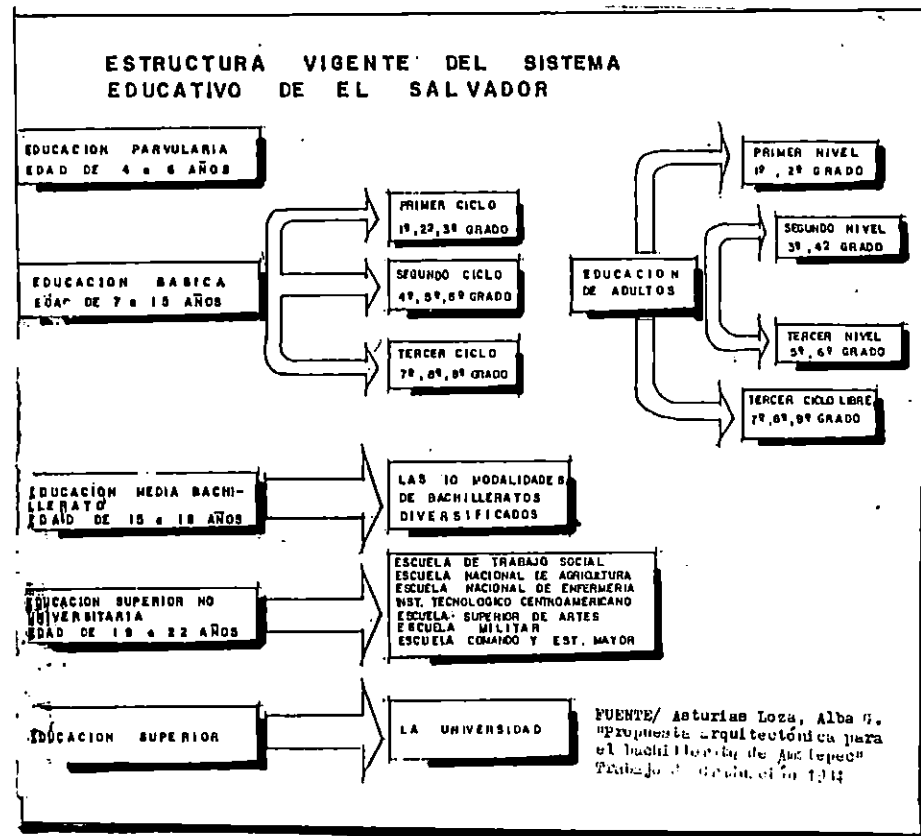 ESTRUCTURA VIGENTE DEL SISTEMA
EDUCATIVO DE EL SALVADOR
EDUCACION PARVULARIA
EDAD DE 4 a 6 AÑOS
EDUCACION BASICA
EDAD DE 7 a 15 AÑOS
PRIMER CICLO
1º, 2º, 3º GRADO
SEGUNDO CICLO
4º, 5º, 6º GRADO
TERCER CICLO
7º, 8º, 9º GRADO
EDUCACION
DE ADULTOS
PRIMER NIVEL
1º, 2º GRADO
SEGUNDO NIVEL
3º, 4º GRADO
TERCER NIVEL
5º, 6º GRADO
TERCER CICLO LIBRE
7º, 8º, 9º GRADO
EDUCACION MEDIA BACHI-
LLERATO
EDAD DE 15 a 18 AÑOS
LAS 10 MODALIDADES
DE BACHILLERATOS
DIVERSIFICADOS
EDUCACION SUPERIOR NO
UNIVERSITARIA
EDAD DE 19 a 22 AÑOS
ESCUELA DE TRABAJO SOCIAL
ESCUELA NACIONAL DE AGRICULTURA
ESCUELA NACIONAL DE ENFERMERIA
INST. TECNOLOGICO CENTROAMERICANO
ESCUELA SUPERIOR DE ARTES
ESCUELA MILITAR
ESCUELA COMANDO Y EST. MAYOR
EDUCACION SUPERIOR
LA UNIVERSIDAD
FUENTE/ Asturias Loza, Alba
"Propuesta arquitectónica para
el bachillerato de
Trabajo de graduación